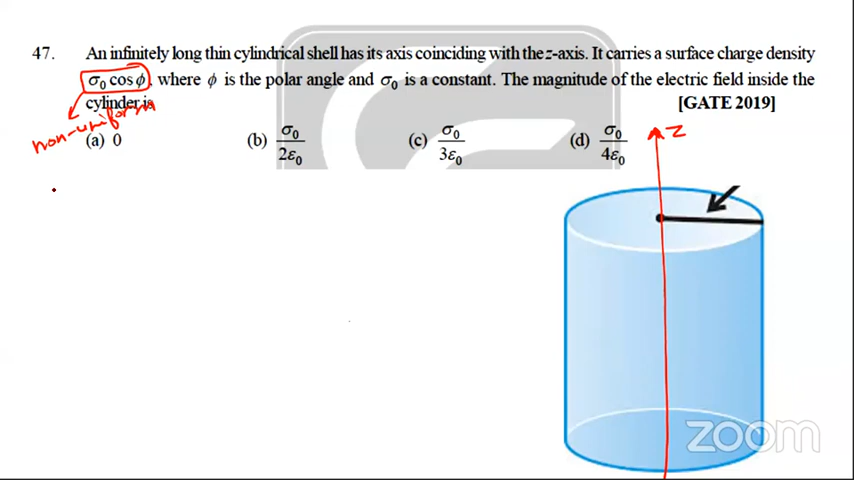 47. An infinitely long thin cylindrical shell has its axis coinciding with the z-axis. It carries a surface charge density
σ₀ cos ϕ, where ϕ is the polar angle and σ₀ is a constant. The magnitude of the electric field inside the
cylinder is [GATE 2019]
non-uniform
(a) 0 (b) σ₀/2ε₀ (c) σ₀/3ε₀ (d) σ₀/4ε₀
z
zoom